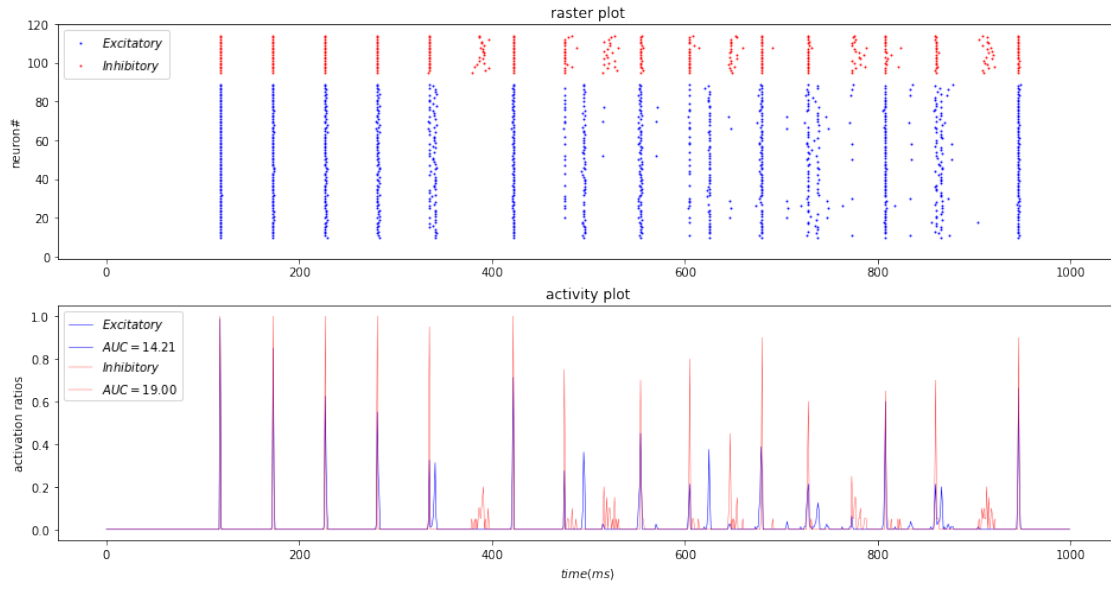 raster plot
120
100
80
60
40
20
0
neuron#
Excitatory
Inhibitory
0 200 400 600 800 1000
activity plot
1.0
0.8
0.6
0.4
0.2
0.0
activation ratios
Excitatory
AUC = 14.21
Inhibitory
AUC = 19.00
0 200 400 600 800 1000
time(ms)